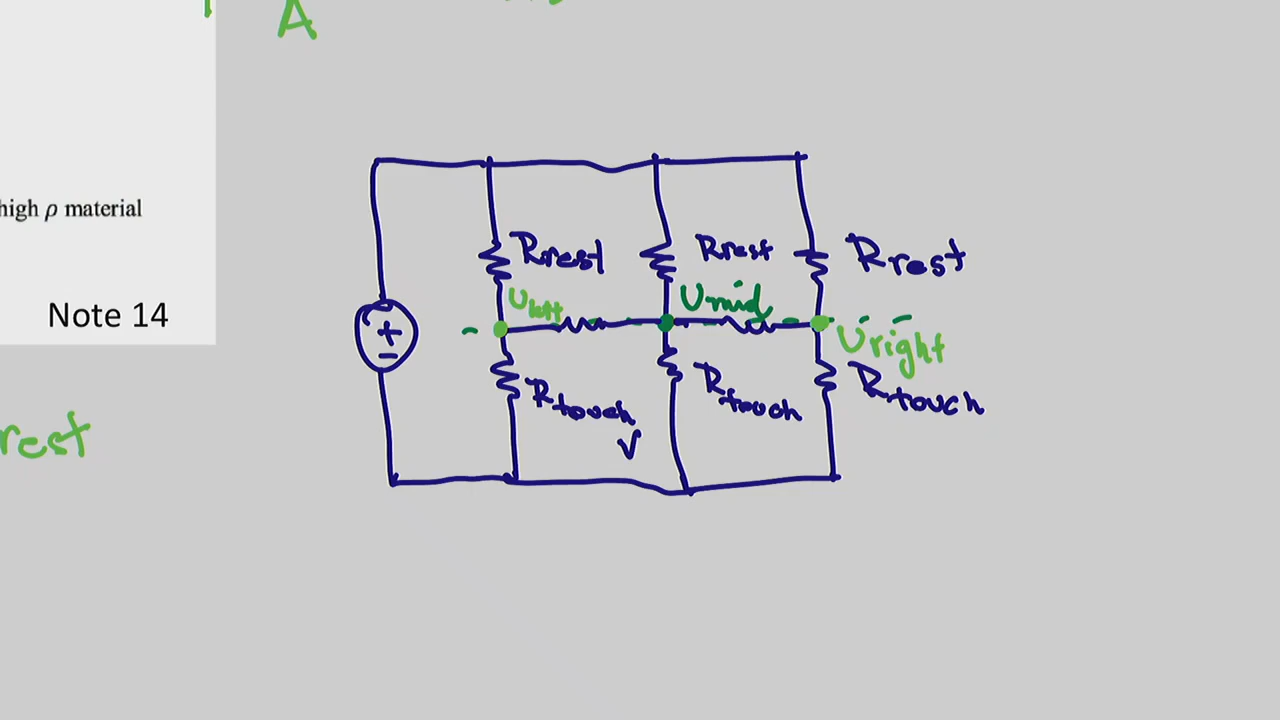 A
high ρ material
Rrest Rrest Rrest
Uleft Umid
+
Note 14
Uright
−
Rtouch Rtouch Rtouch
rest